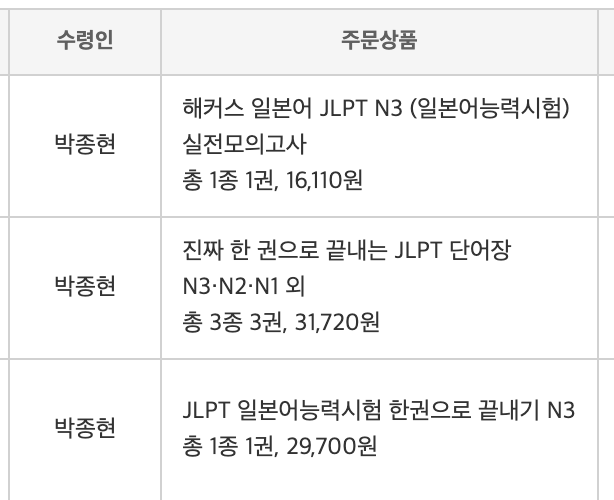 수령인 주문상품
박종현
해커스 일본어 JLPT N3 (일본어능력시험)
실전모의고사
총 1종 1권, 16,110원
박종현
진짜 한 권으로 끝내는 JLPT 단어장
N3·N2·N1 외
총 3종 3권, 31,720원
박종현
JLPT 일본어능력시험 한권으로 끝내기 N3
총 1종 1권, 29,700원